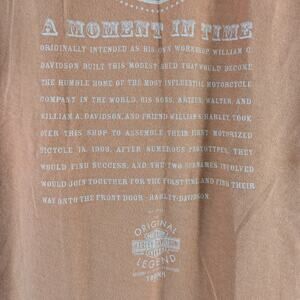 A MOMENT IN TIME
ORIGINALLY INTENDED AS HIS OWN WORKSHOP, WILLIAM C.
DAVIDSON BUILT THIS MODEST SHED THAT WOULD BECOME
THE HUMBLE HOME OF THE MOST INFLUENTIAL MOTORCYCLE
COMPANY IN THE WORLD. HIS SONS, ARTHUR, WALTER, AND
WILLIAM A. DAVIDSON, AND FRIEND WILLIAM S. HARLEY, TOOK
OVER THIS SHOP TO ASSEMBLE THEIR FIRST MOTORIZED
BICYCLE IN 1903. AFTER NUMEROUS PROTOTYPES, THEY
WOULD FIND SUCCESS, AND THE TWO SURNAMES INVOLVED
WOULD JOIN TOGETHER FOR THE FIRST TIME AND FIND THEIR
WAY ONTO THE FRONT DOOR - HARLEY-DAVIDSON.
ORIGINAL
HARLEY-DAVIDSON
LEGEND